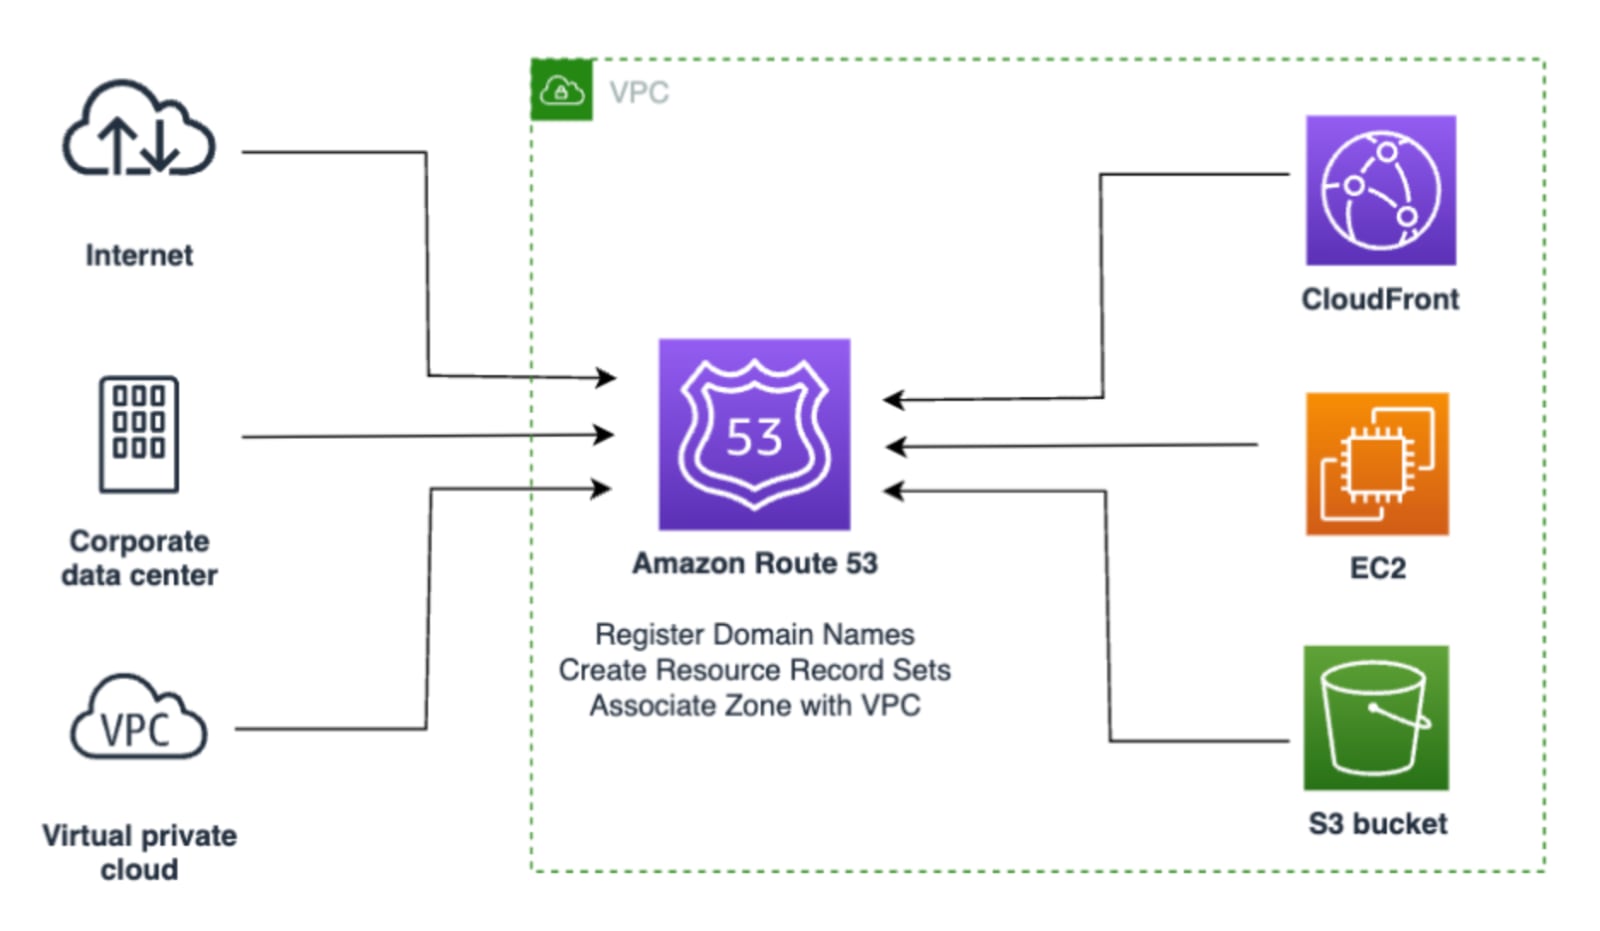 VPC
Internet
CloudFront
53
Corporate
data center
Amazon Route 53
EC2
Register Domain Names
Create Resource Record Sets
Associate Zone with VPC
VPC
Virtual private
cloud
S3 bucket